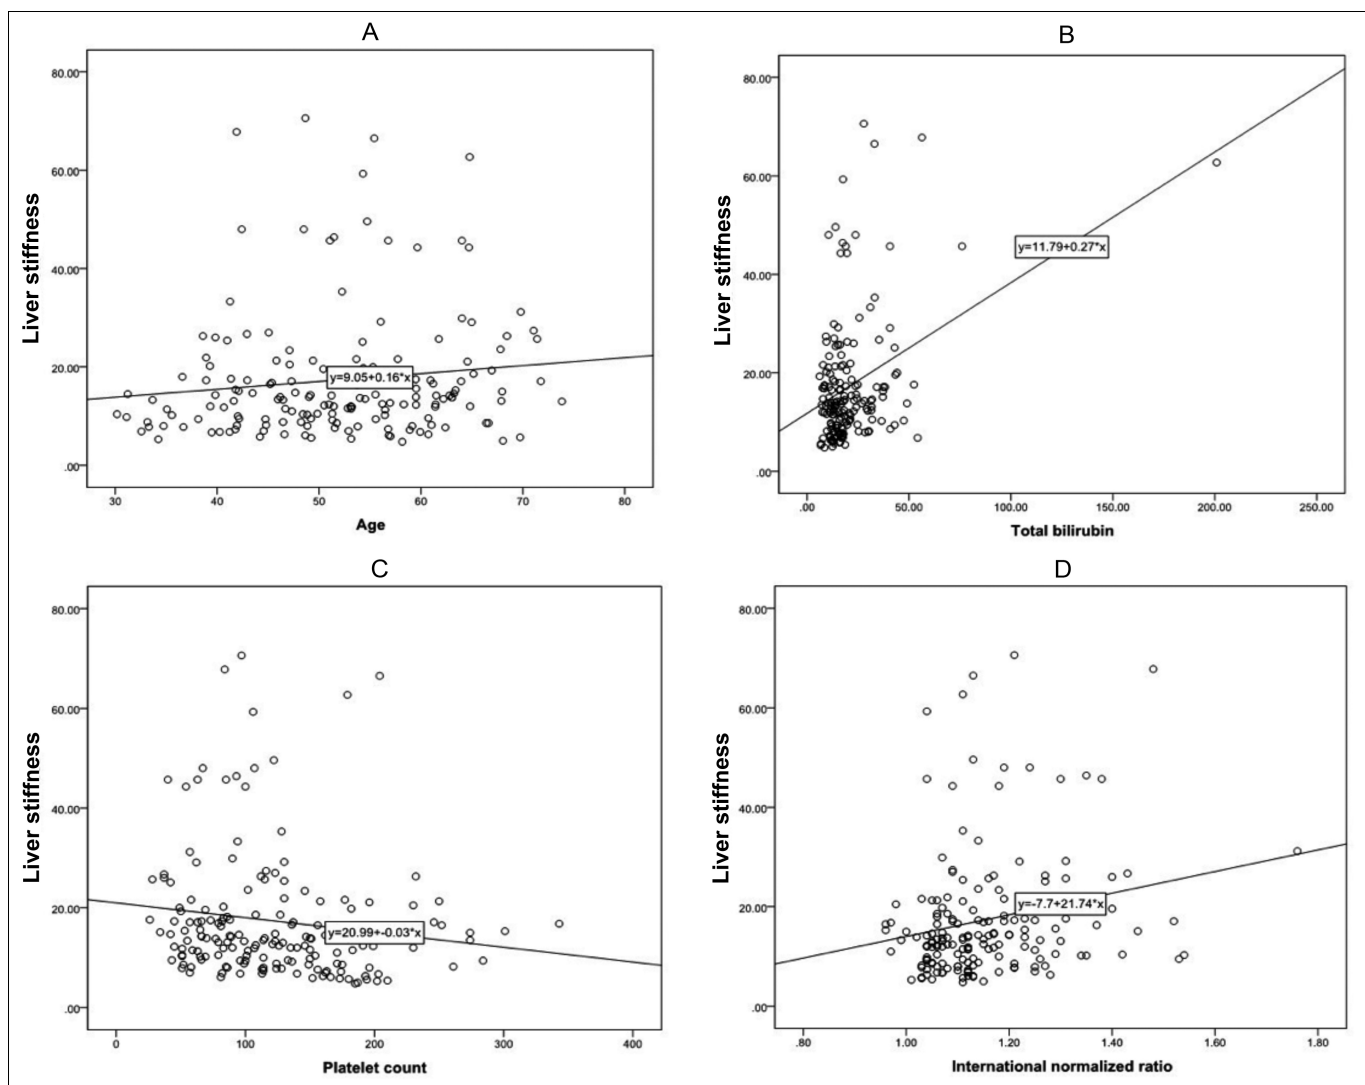 A
80.00
60.00
40.00
20.00
.00
Liver stiffness
y=9.05+0.16*x
30 40 50 60 70 80
Age
B
80.00
60.00
40.00
20.00
.00
Liver stiffness
y=11.79+0.27*x
.00 50.00 100.00 150.00 200.00 250.00
Total bilirubin
C
80.00
60.00
40.00
20.00
.00
Liver stiffness
y=20.99+-0.03*x
0 100 200 300 400
Platelet count
D
80.00
60.00
40.00
20.00
.00
Liver stiffness
y=-7.7+21.74*x
.80 1.00 1.20 1.40 1.60 1.80
International normalized ratio